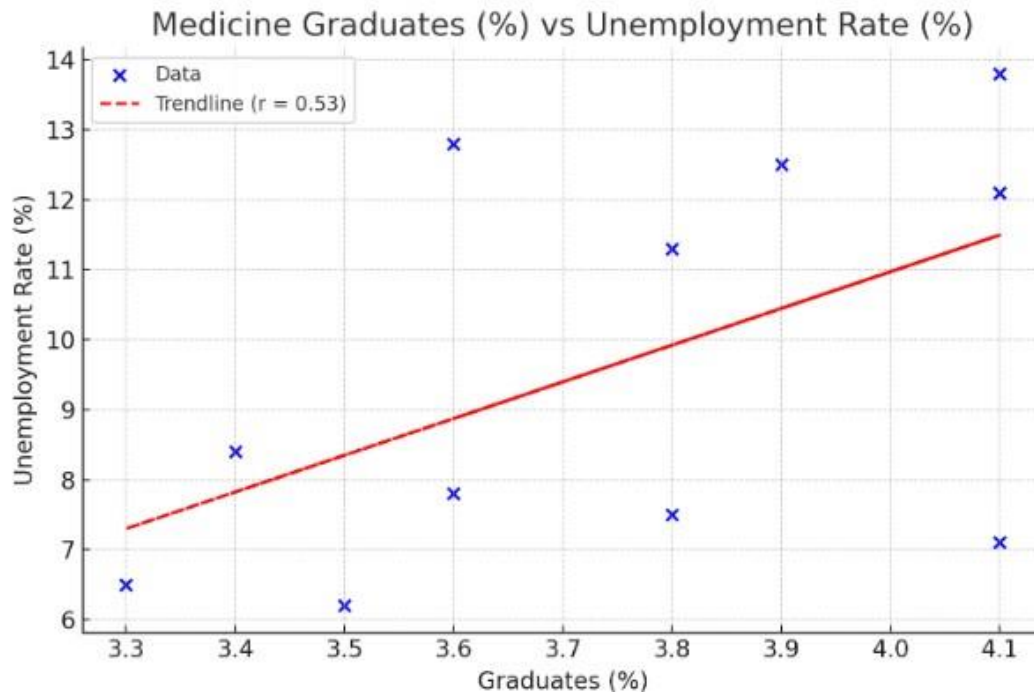 Medicine Graduates (%) vs Unemployment Rate (%)
Data
Trendline (r = 0.53)
Unemployment Rate (%)
14
13
12
11
10
9
8
7
6
3.3 3.4 3.5 3.6 3.7 3.8 3.9 4.0 4.1
Graduates (%)